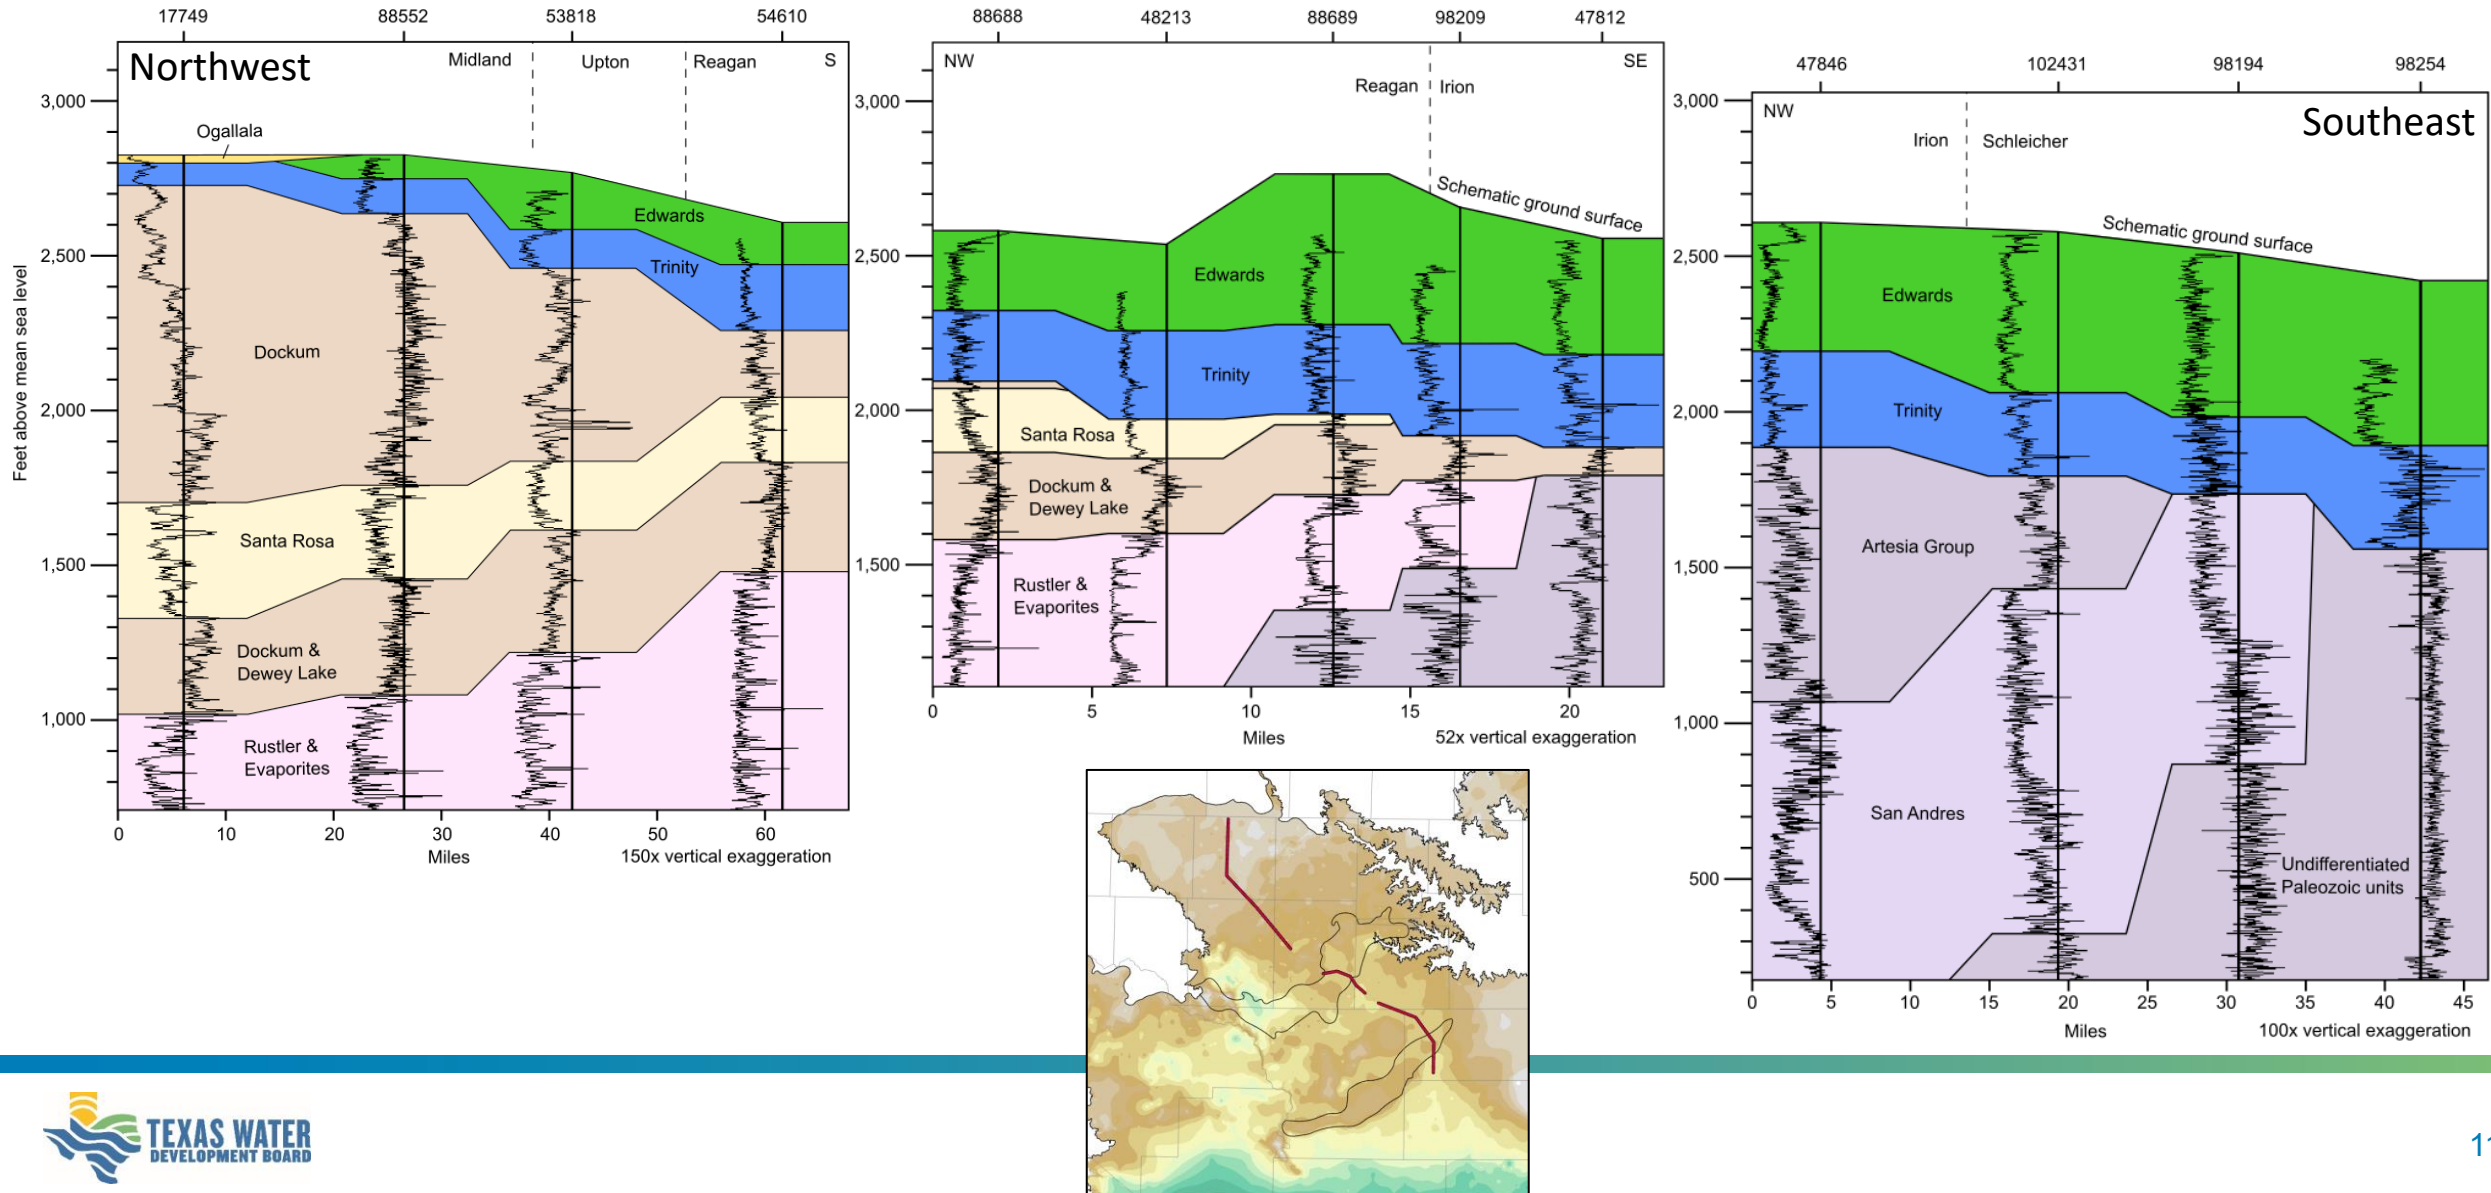 17749 88552 53818 54610
Northwest
Midland Upton Reagan S
3,000
2,500
2,000
1,500
1,000
Feet above mean sea level
Ogallala
Edwards
Trinity
Dockum
Santa Rosa
Dockum &
Dewey Lake
Rustler &
Evaporites
0 10 20 30 40 50 60
Miles
150x vertical exaggeration
88688 48213 88689 98209 47812
NW SE
Reagan Irion
3,000
2,500
2,000
1,500
Schematic ground surface
Edwards
Trinity
Santa Rosa
Dockum &
Dewey Lake
Rustler &
Evaporites
0 5 10 15 20
Miles
52x vertical exaggeration
47846 102431 98194 98254
NW
Southeast
Irion Schleicher
3,000
2,500
2,000
1,500
1,000
500
Schematic ground surface
Edwards
Trinity
Artesia Group
San Andres
Undifferentiated
Paleozoic units
0 5 10 15 20 25 30 35 40 45
Miles
100x vertical exaggeration
TEXAS WATER
DEVELOPMENT BOARD